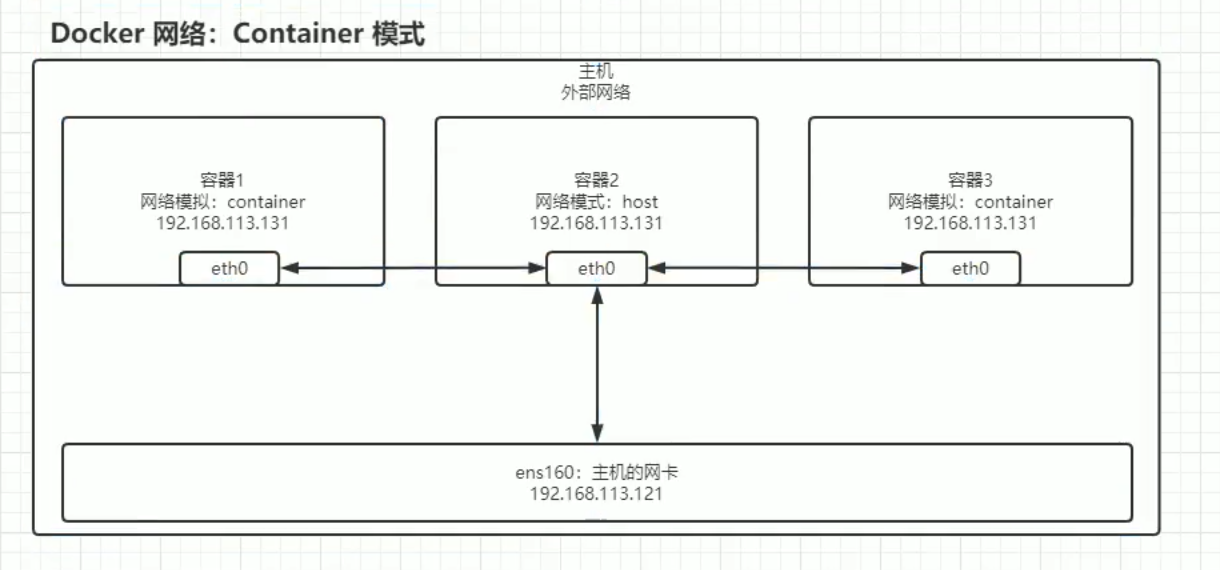 Docker 网络：Container 模式
主机
外部网络
容器1
网络模拟：container
192.168.113.131
eth0
容器2
网络模式：host
192.168.113.131
eth0
容器3
网络模拟：container
192.168.113.131
eth0
ens160：主机的网卡
192.168.113.121